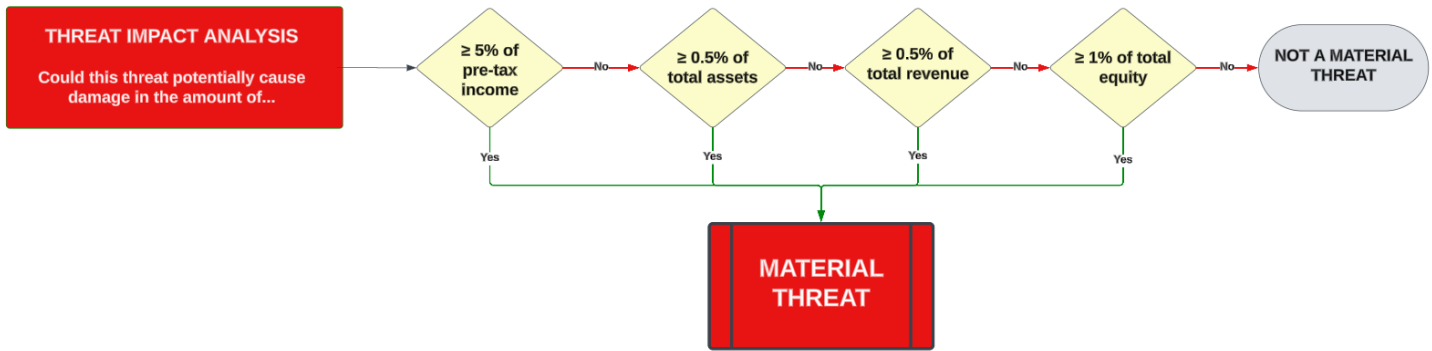 THREAT IMPACT ANALYSIS
Could this threat potentially cause
damage in the amount of...
≥ 5% of
pre-tax
income
No
≥ 0.5% of
total assets
No
≥ 0.5% of
total revenue
No
≥ 1% of total
equity
No
NOT A MATERIAL
THREAT
Yes
Yes
Yes
Yes
MATERIAL
THREAT